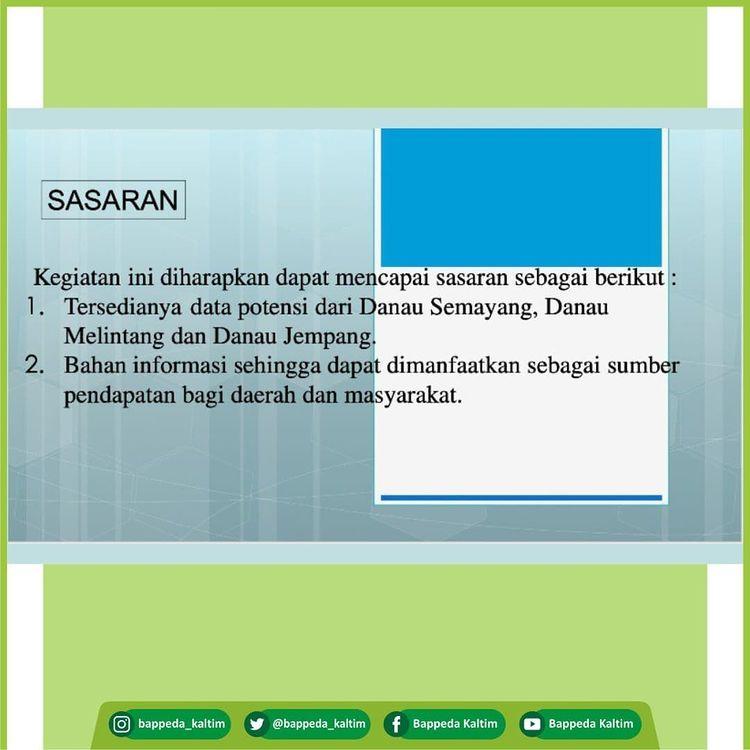 SASARAN
Kegiatan ini diharapkan dapat mencapai sasaran sebagai berikut :
1. Tersedianya data potensi dari Danau Semayang, Danau
Melintang dan Danau Jempang.
2. Bahan informasi sehingga dapat dimanfaatkan sebagai sumber
pendapatan bagi daerah dan masyarakat.
bappeda_kaltim @bappeda_kaltim Bappeda Kaltim Bappeda Kaltim